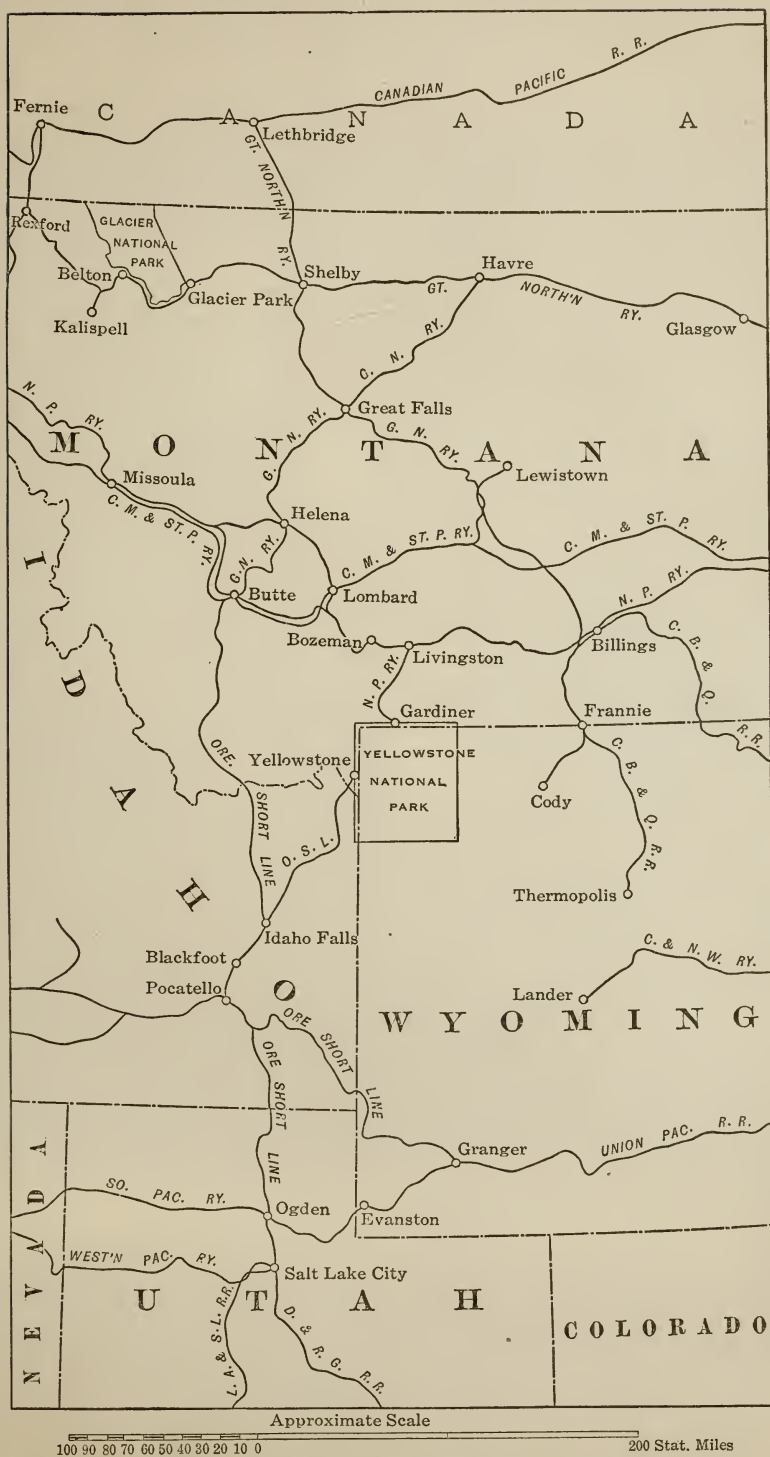 CANADIAN PACIFIC R. R.
Fernie
C A N A D A
Lethbridge
GT. NORTH'N RY.
GLACIER
NATIONAL
PARK
Rexford
Belton
Glacier Park
Shelby
Havre
GT. NORTH'N RY.
Kalispell
Glasgow
G. N. RY.
N. P. RY.
Great Falls
M O N T A N A
G. N. RY.
G. N. RY.
Lewistown
Missoula
C. M. & ST. P. RY.
Helena
C. M. & ST. P. RY.
C. M. & ST. P. RY.
G. N. RY.
Butte
Lombard
N. P. RY.
Bozeman
Livingston
Billings
C. B. & Q. R. R.
N. P. RY.
Gardiner
Frannie
I D A H O
ORE. SHORT LINE
Yellowstone
YELLOWSTONE
NATIONAL
PARK
Cody
C. B. & Q. R. R.
O. S. L.
Thermopolis
Idaho Falls
Blackfoot
C. & N. W. RY.
Pocatello
Lander
W Y O M I N G
ORE SHORT LINE
ORE SHORT LINE
Granger
UNION PAC. R. R.
N E V A D A
SO. PAC. RY.
Ogden
Evanston
WEST'N PAC. RY.
Salt Lake City
U T A H
C O L O R A D O
L. A. & S. L. R. R.
D. & R. G. R. R.
Approximate Scale
100 90 80 70 60 50 40 30 20 10 0 200 Stat. Miles